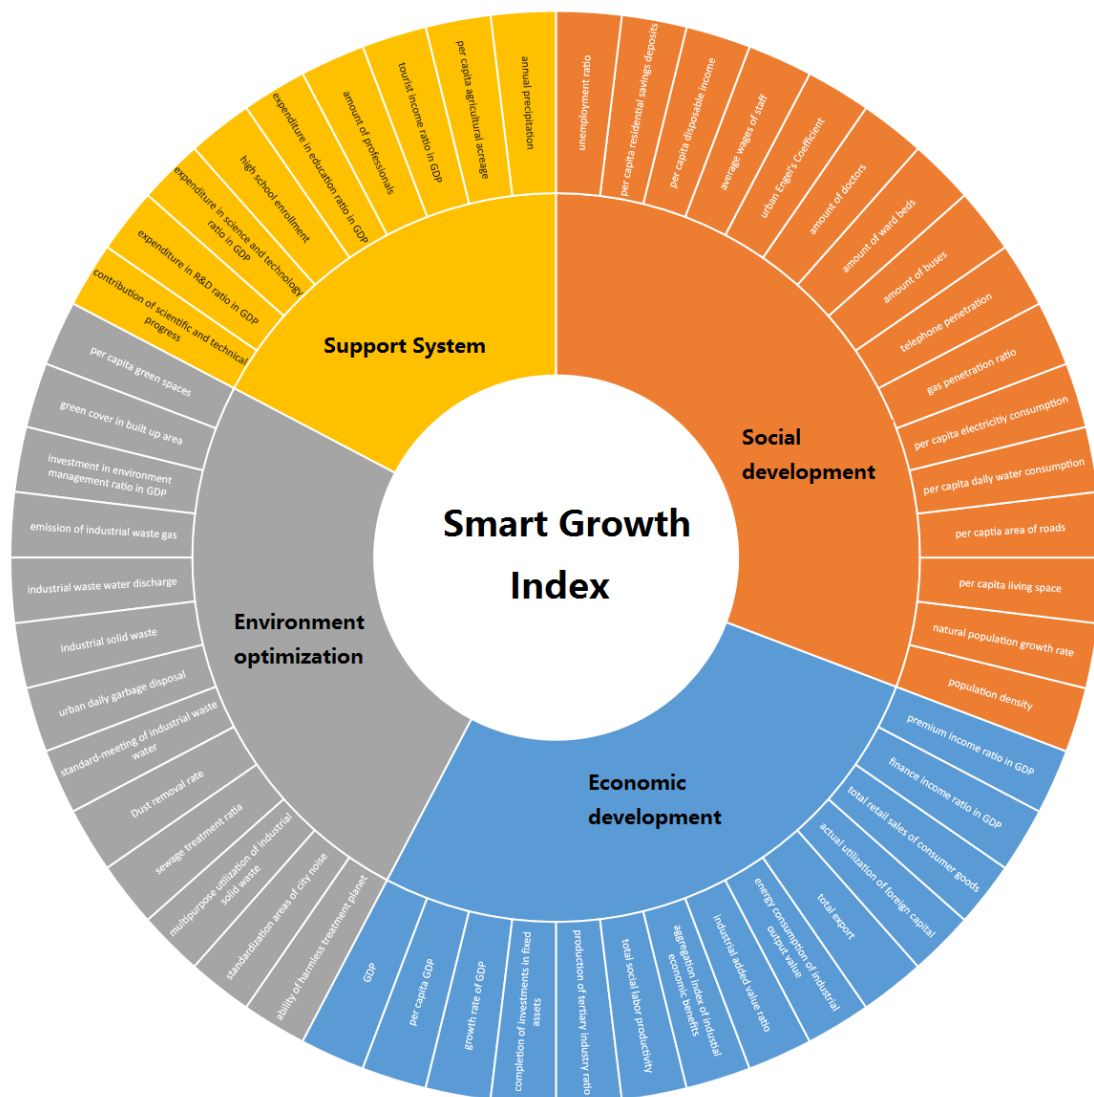 Smart Growth
Index
Social
development
unemployment ratio
per capita residential savings deposits
per capita disposable income
average wages of staff
urban Engel's Coefficient
amount of doctors
amount of ward beds
amount of buses
telephone penetration
gas penetration ratio
per capita electricitiy consumption
per capita daily water consumption
per captia area of roads
per capita living space
natural population growth rate
population density
Economic
development
premium income ratio in GDP
finance income ratio in GDP
total retail sales of consumer goods
actual utilization of foreign capital
total export
energy consumption of industrial
output value
industrial added value ratio
aggregation index of industial
economic benefits
total social labor productivity
production of tertiary industry ratio
completion of investments in fixed
assets
growth rate of GDP
per capita GDP
GDP
Environment
optimization
ability of harmless treatment planet
standardization areas of city noise
multipurpose utilization of industrial
solid waste
sewage treatment ratia
Dust removal rate
standard-meeting of industrial waste
water
urban daily garbage disposal
industrial solid waste
industrial waste water discharge
emission of industrial waste gas
investment in environment
management ratio in GDP
green cover in built up area
per capita green spaces
Support System
contribution of scientific and technical
progress
expenditure in R&D ratio in GDP
expenditure in science and technology
ratio in GDP
high school enrollment
expenditure in education ratio in GDP
amount of professionals
tourist income ratio in GDP
per capita agricultural acreage
annual precipitation